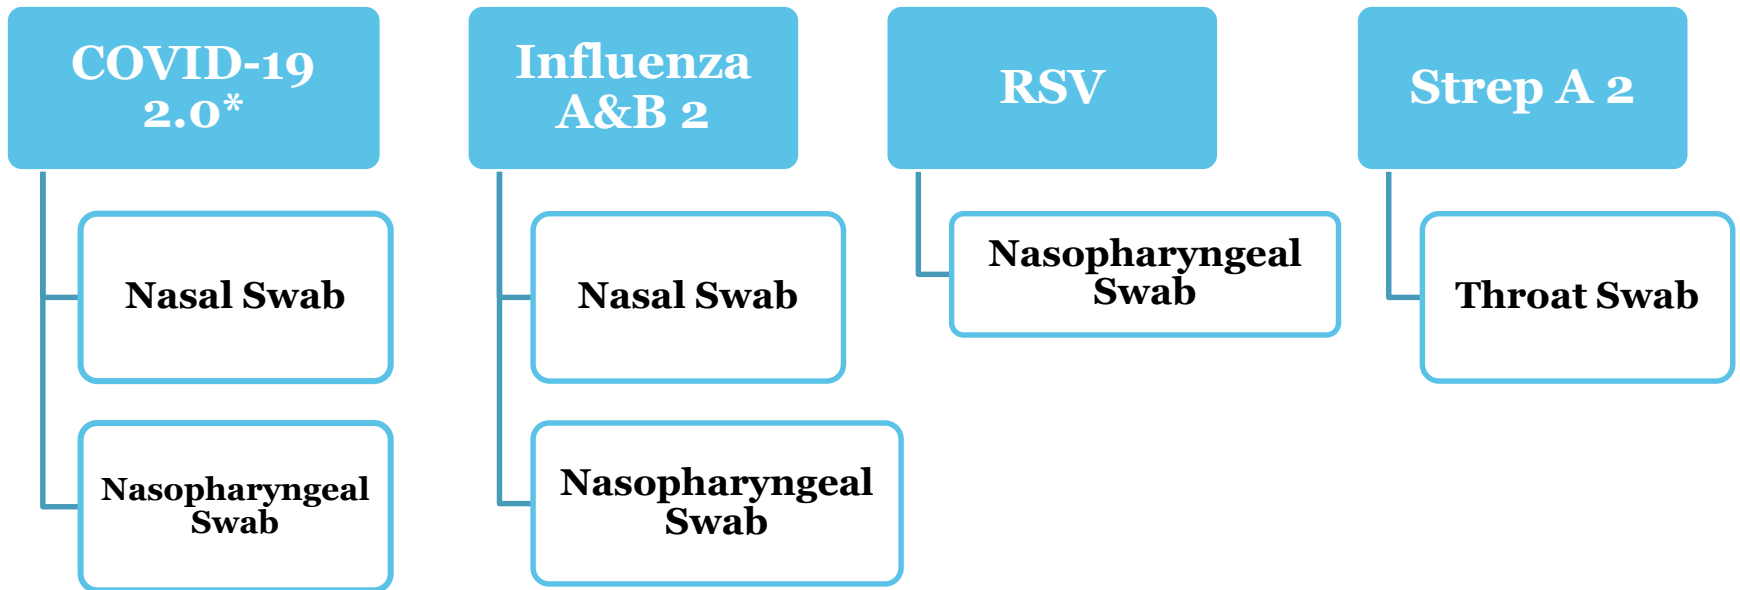 COVID-19
2.0*
Nasal Swab
Nasopharyngeal
Swab
Influenza
A&B 2
Nasal Swab
Nasopharyngeal
Swab
RSV
Nasopharyngeal
Swab
Strep A 2
Throat Swab